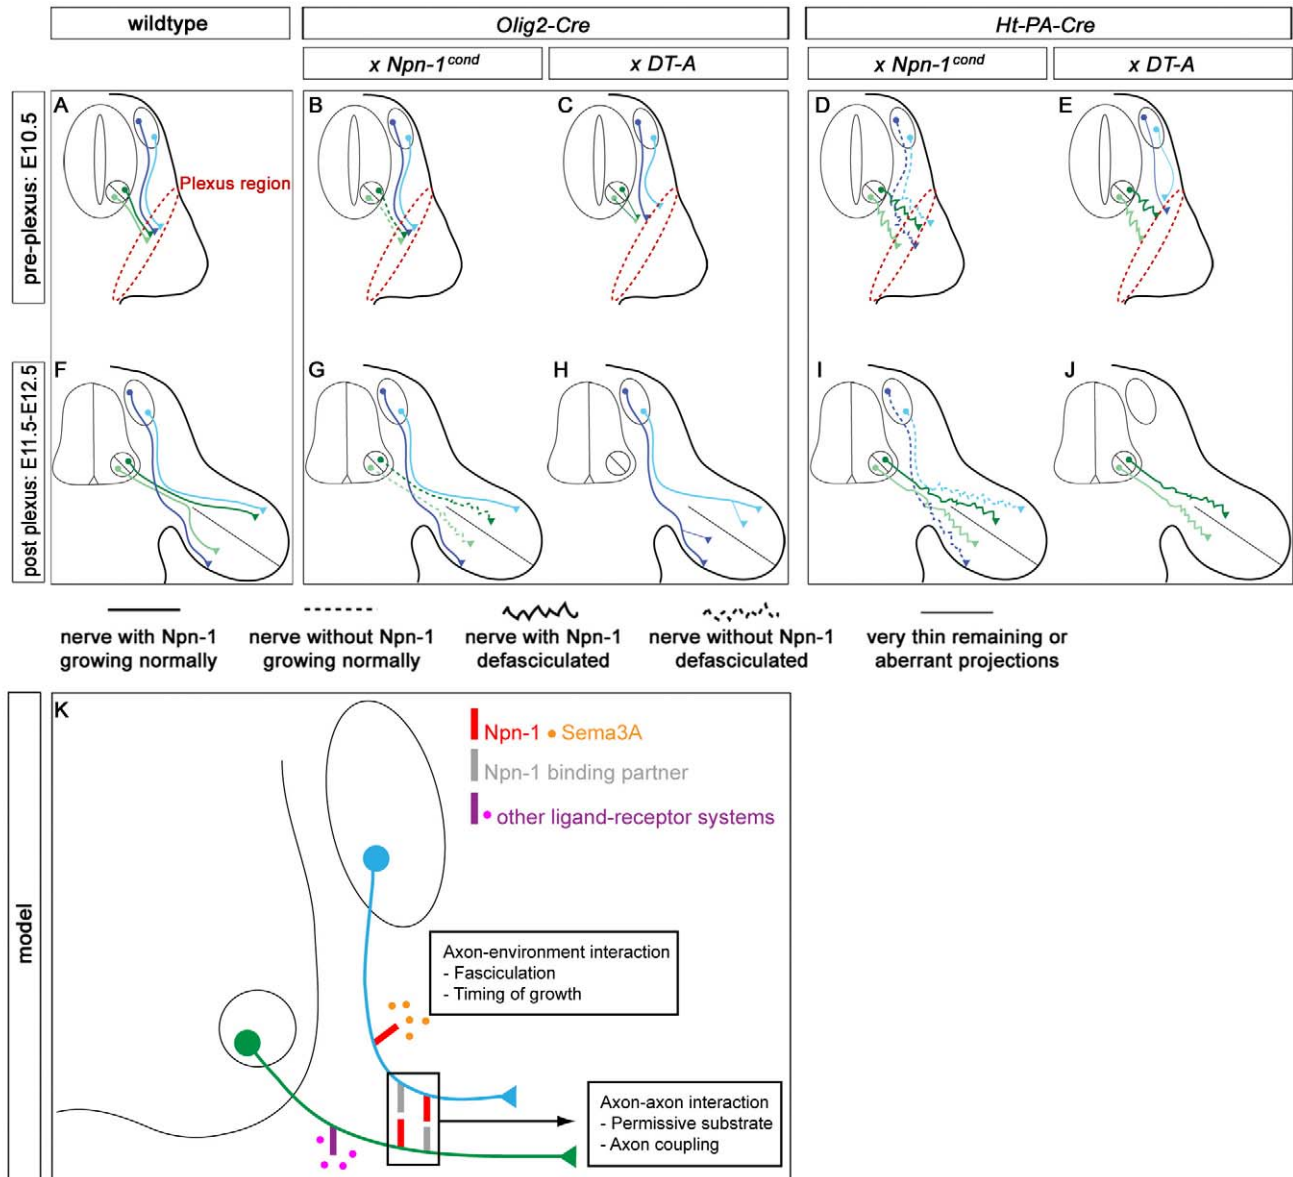 wildtype
Olig2-Cre
Ht-PA-Cre
x Npn-1cond
x DT-A
x Npn-1cond
x DT-A
pre-plexus: E10.5
A
Plexus region
B
C
D
E
post plexus: E11.5-E12.5
F
G
H
I
J
nerve with Npn-1
growing normally
nerve without Npn-1
growing normally
nerve with Npn-1
defasciculated
nerve without Npn-1
defasciculated
very thin remaining or
aberrant projections
model
K
Npn-1 • Sema3A
Npn-1 binding partner
• other ligand-receptor systems
Axon-environment interaction
- Fasciculation
- Timing of growth
Axon-axon interaction
- Permissive substrate
- Axon coupling